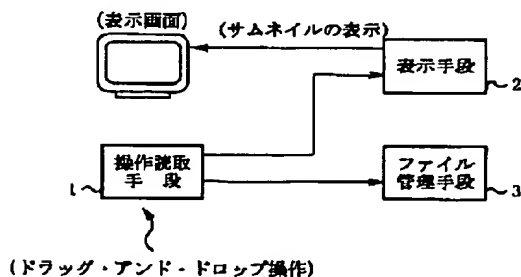 (表示画面)
(サムネイルの表示)
表示手段
2
操作読取
手 段
1
ファイル
管理手段
3
(ドラッグ・アンド・ドロップ操作)